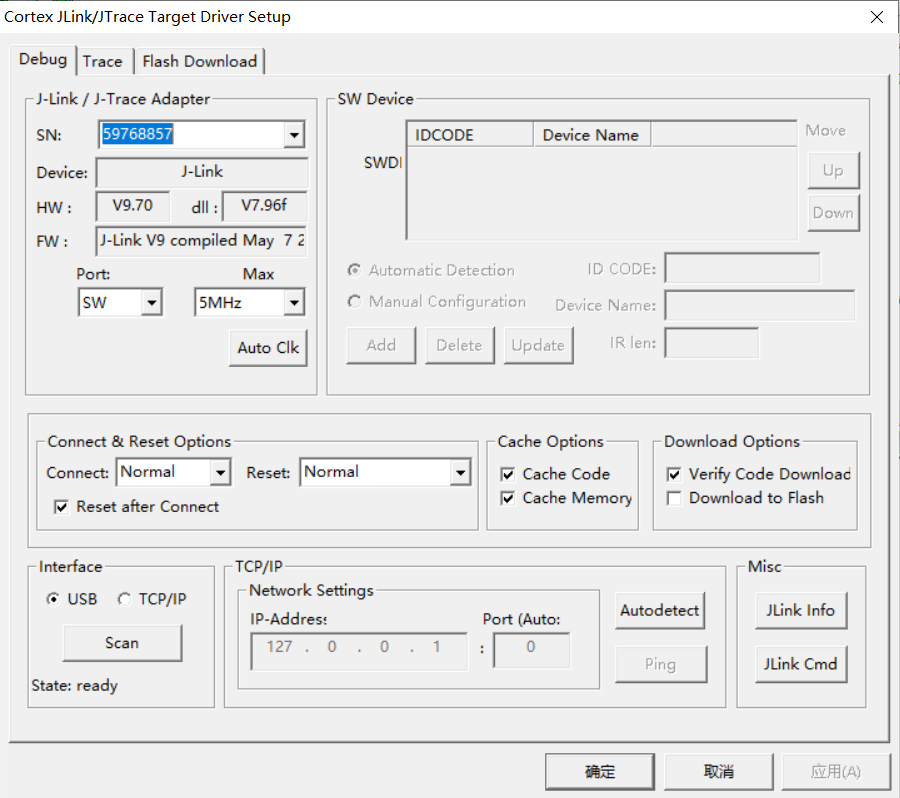 Cortex JLink/JTrace Target Driver Setup
Debug
Trace
Flash Download
J-Link / J-Trace Adapter
SN:
59768857
Device:
J-Link
HW :
V9.70
dll :
V7.96f
FW :
J-Link V9 compiled May  7 2
Port:
Max
SW
5MHz
Auto Clk
SW Device
IDCODE
Device Name
SWDI
Move
Up
Down
Automatic Detection
ID CODE:
Manual Configuration
Device Name:
Add
Delete
Update
IR len:
Connect & Reset Options
Connect:
Normal
Reset:
Normal
Reset after Connect
Cache Options
Cache Code
Cache Memory
Download Options
Verify Code Download
Download to Flash
Interface
USB
TCP/IP
Scan
State: ready
TCP/IP
Network Settings
IP-Address
Port (Auto:
127 . 0 . 0 . 1
:
0
Autodetect
Ping
Misc
JLink Info
JLink Cmd
确定
取消
应用(A)